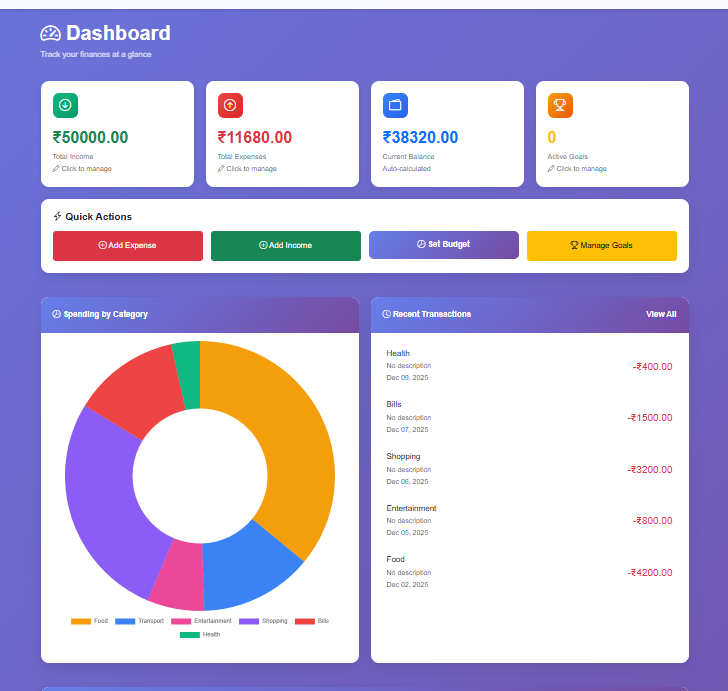 Dashboard
Track your finances at a glance
₹50000.00
Total Income
Click to manage
₹11680.00
Total Expenses
Click to manage
₹38320.00
Current Balance
Auto-calculated
0
Active Goals
Click to manage
Quick Actions
Add Expense
Add Income
Set Budget
Manage Goals
Spending by Category
Food
Transport
Entertainment
Shopping
Bills
Health
Recent Transactions
View All
Health
No description
Dec 09, 2025
-₹400.00
Bills
No description
Dec 07, 2025
-₹1500.00
Shopping
No description
Dec 06, 2025
-₹3200.00
Entertainment
No description
Dec 05, 2025
-₹800.00
Food
No description
Dec 02, 2025
-₹4200.00